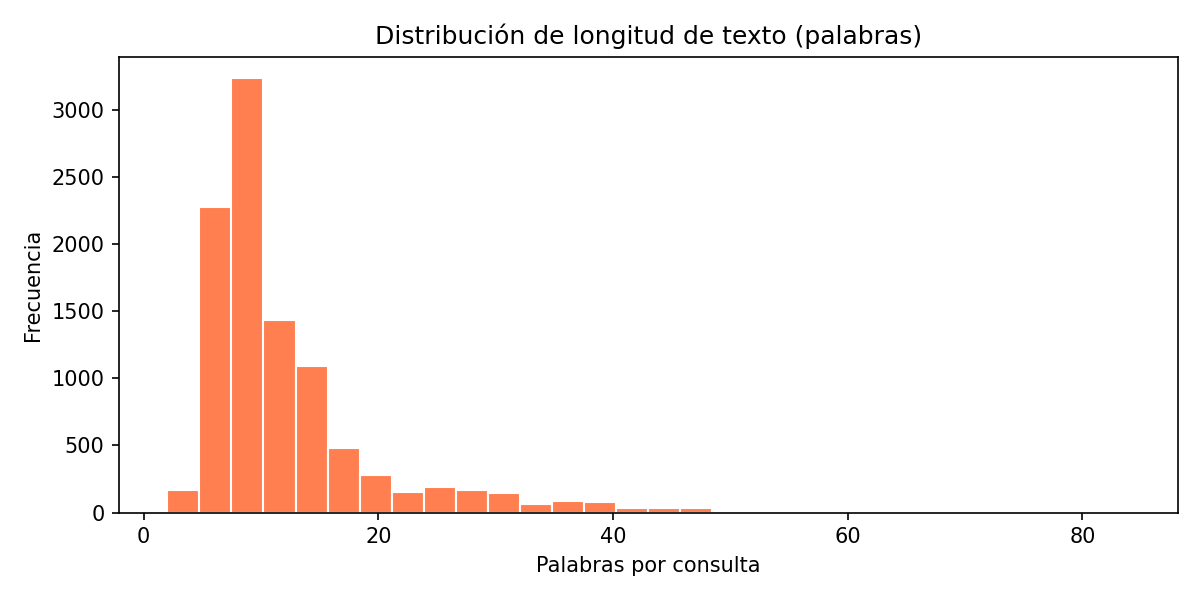 Distribución de longitud de texto (palabras)
Frecuencia
3000
2500
2000
1500
1000
500
0
0 20 40 60 80
Palabras por consulta